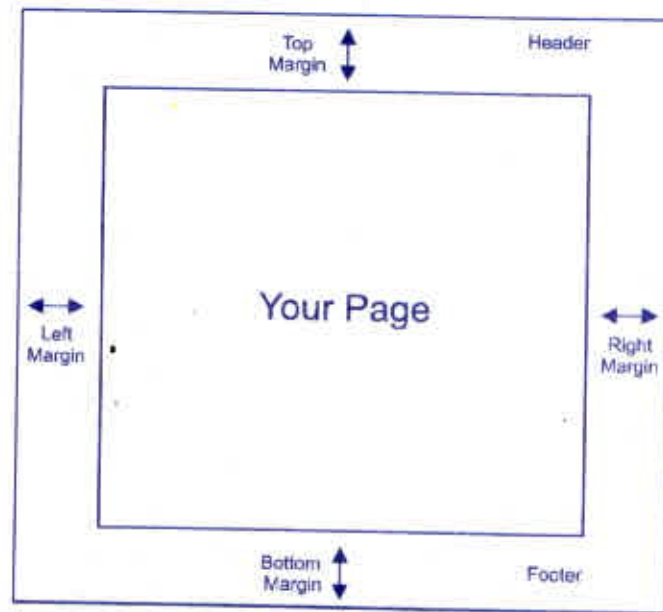 Top
Margin
Header
Your Page
Left
Margin
Right
Margin
Bottom
Margin
Footer